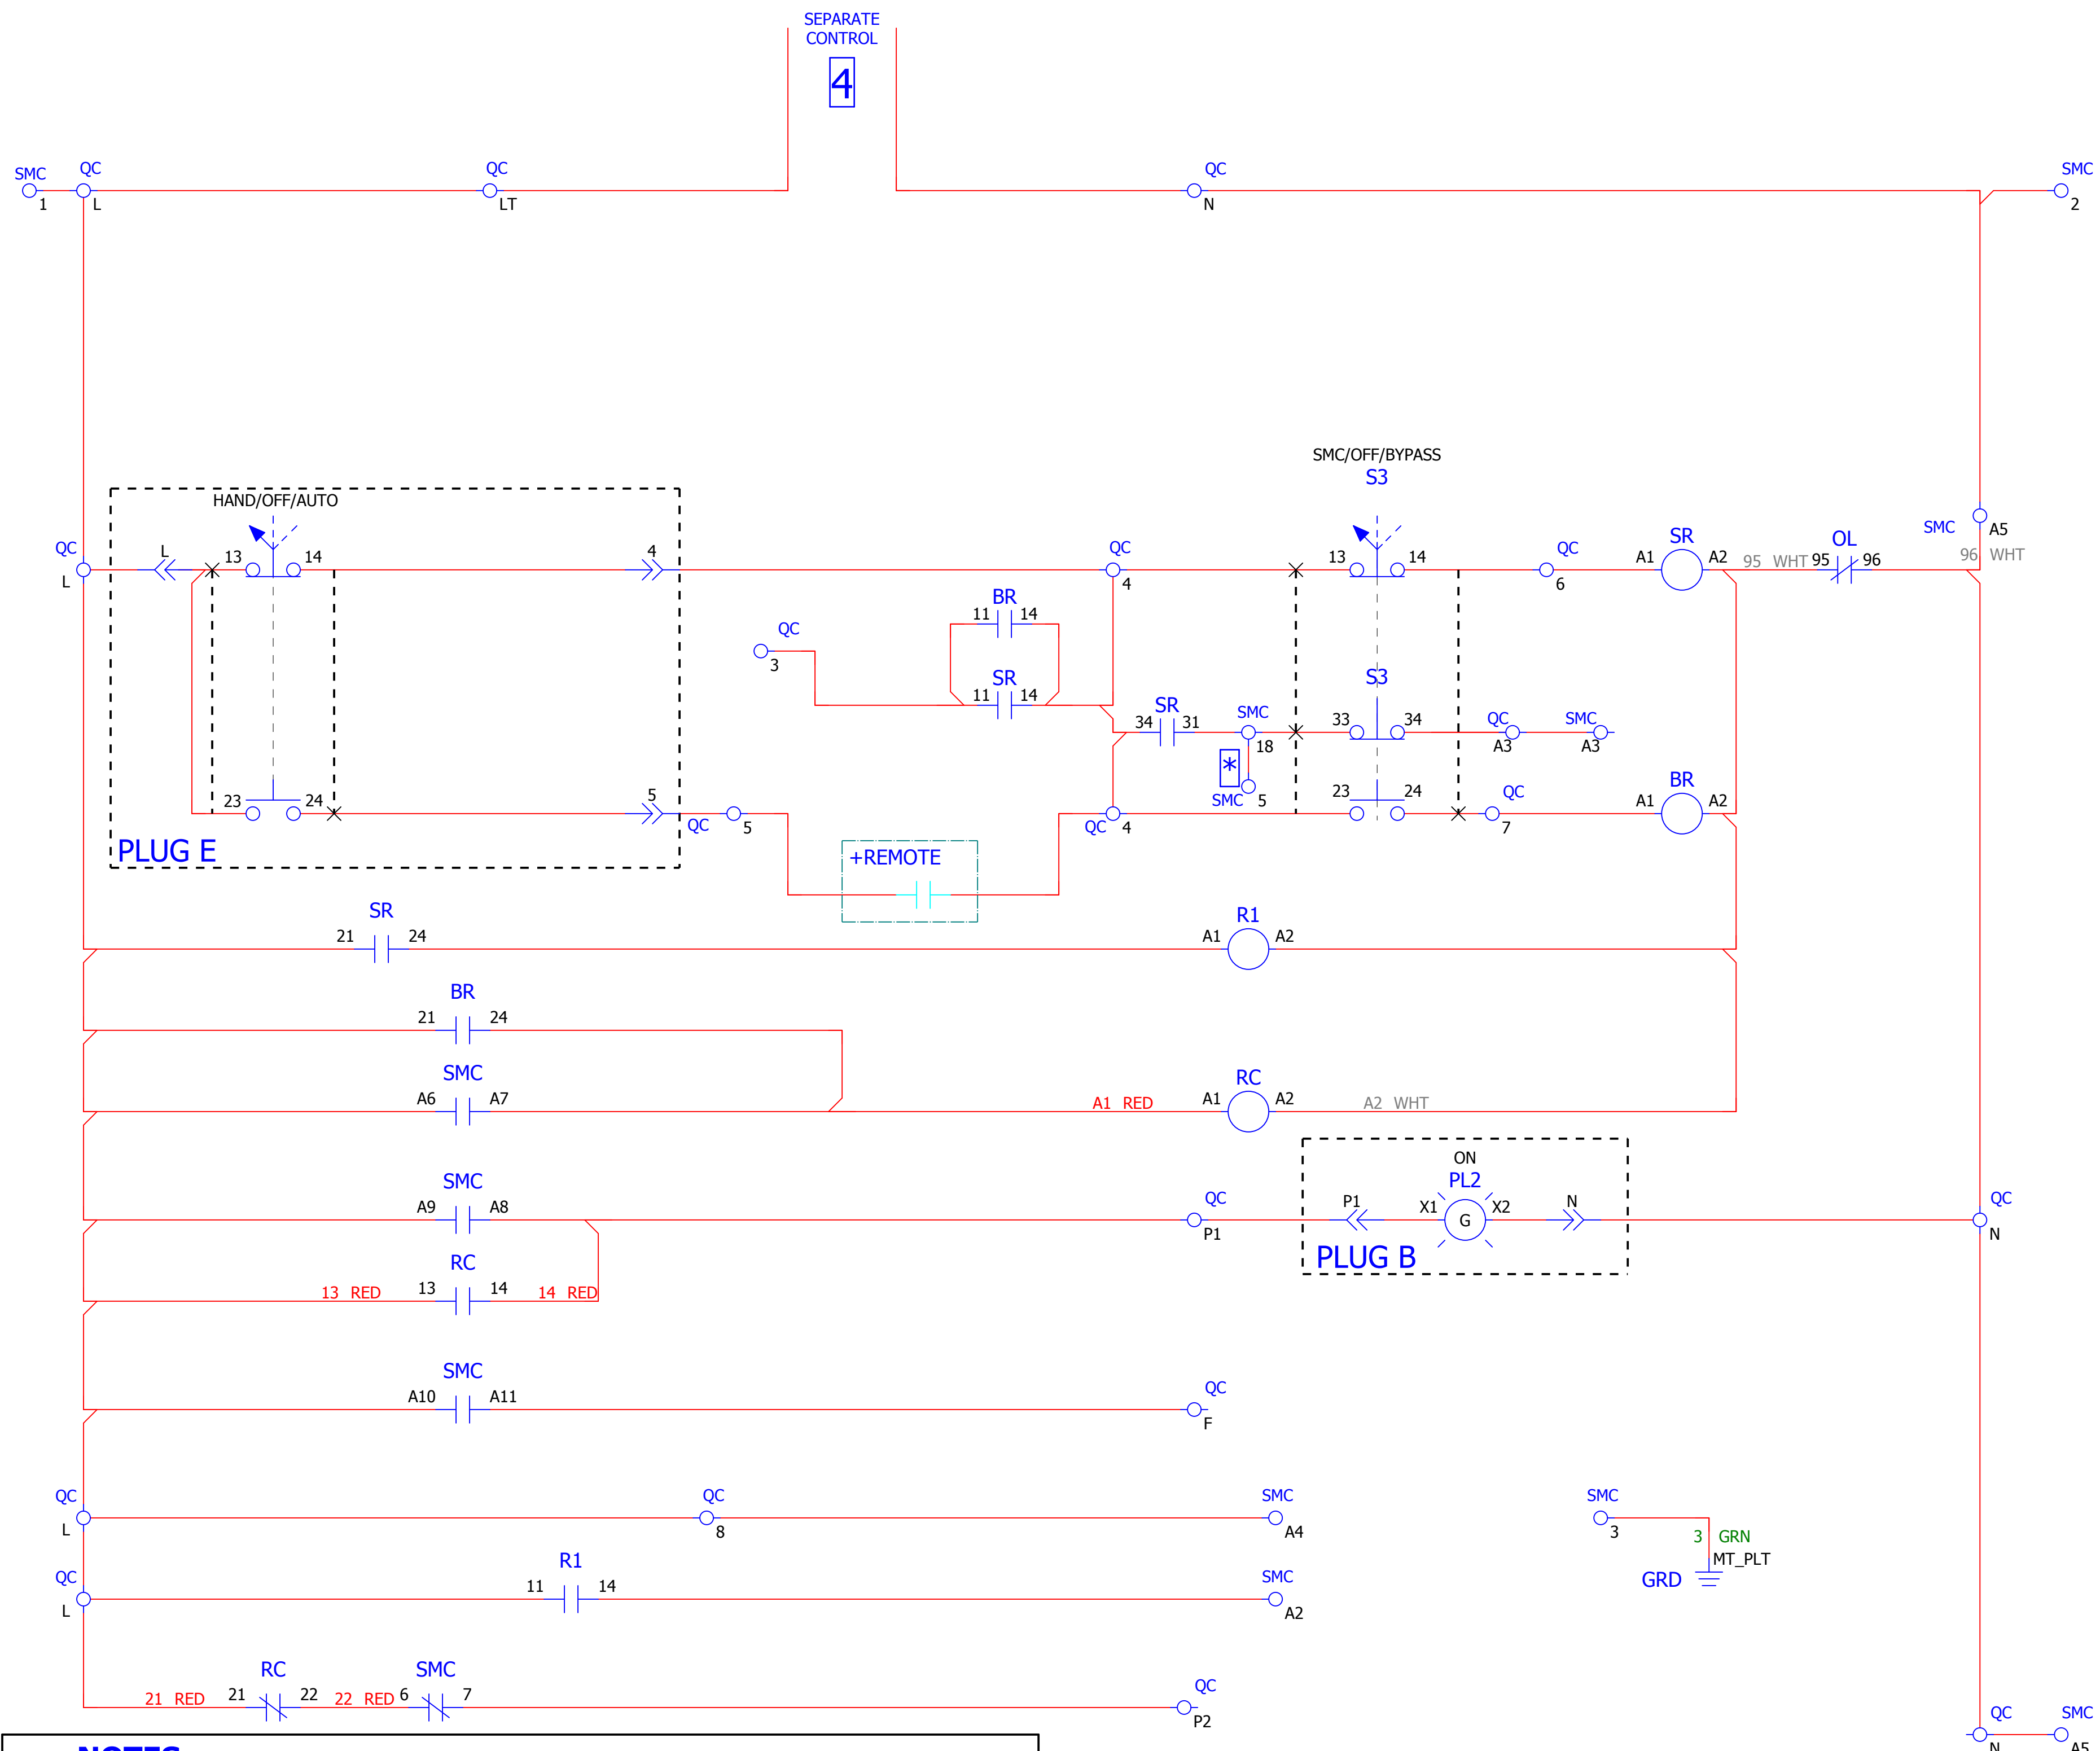 SEPARATE
CONTROL
4
SMC QC QC QC SMC
1 L LT N 2
SMC/OFF/BYPASS
S3
HAND/OFF/AUTO
QC L 13 14 4 QC 13 14 QC SR OL SMC A5
L 4 6 A1 A2 95 WHT 95 96 96 WHT
BR
11 14
QC
3
SR S3
11 14
SR SMC QC SMC
34 31 18 33 34 A3 A3
*
SMC 5
23 24 5 23 24 QC BR
QC 5 QC 4 7 A1 A2
PLUG E
+REMOTE
SR R1
21 24 A1 A2
BR
21 24
SMC RC
A6 A7 A1 RED A1 A2 A2 WHT
ON
SMC PL2
A9 A8 QC P1 X1 G X2 N QC
P1 N
PLUG B
RC
13 RED 13 14 14 RED
SMC
A10 A11 QC
F
QC QC SMC SMC
L 8 A4 3
3 GRN
MT_PLT
GRD
R1
QC 11 14 SMC
L A2
RC SMC
21 RED 21 22 22 RED 6 7 QC
P2
QC SMC
N A5
NOTES